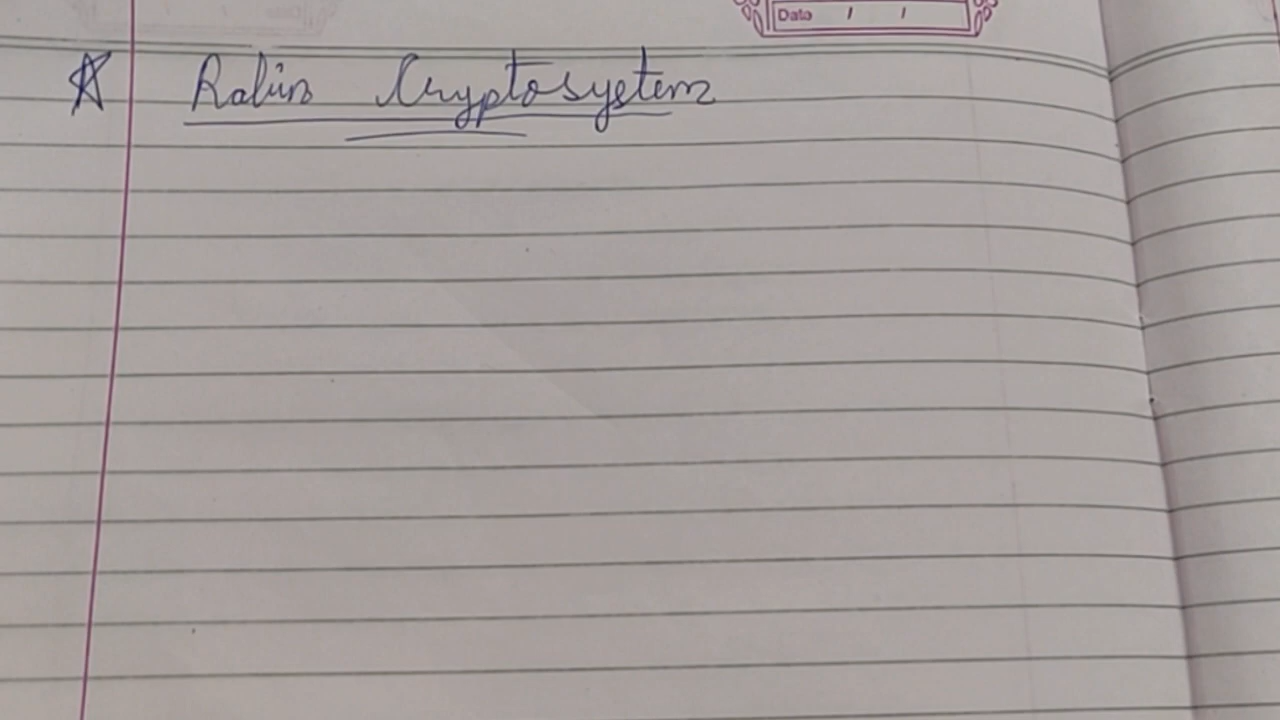 Date / /
☆ Rabin Cryptosystem